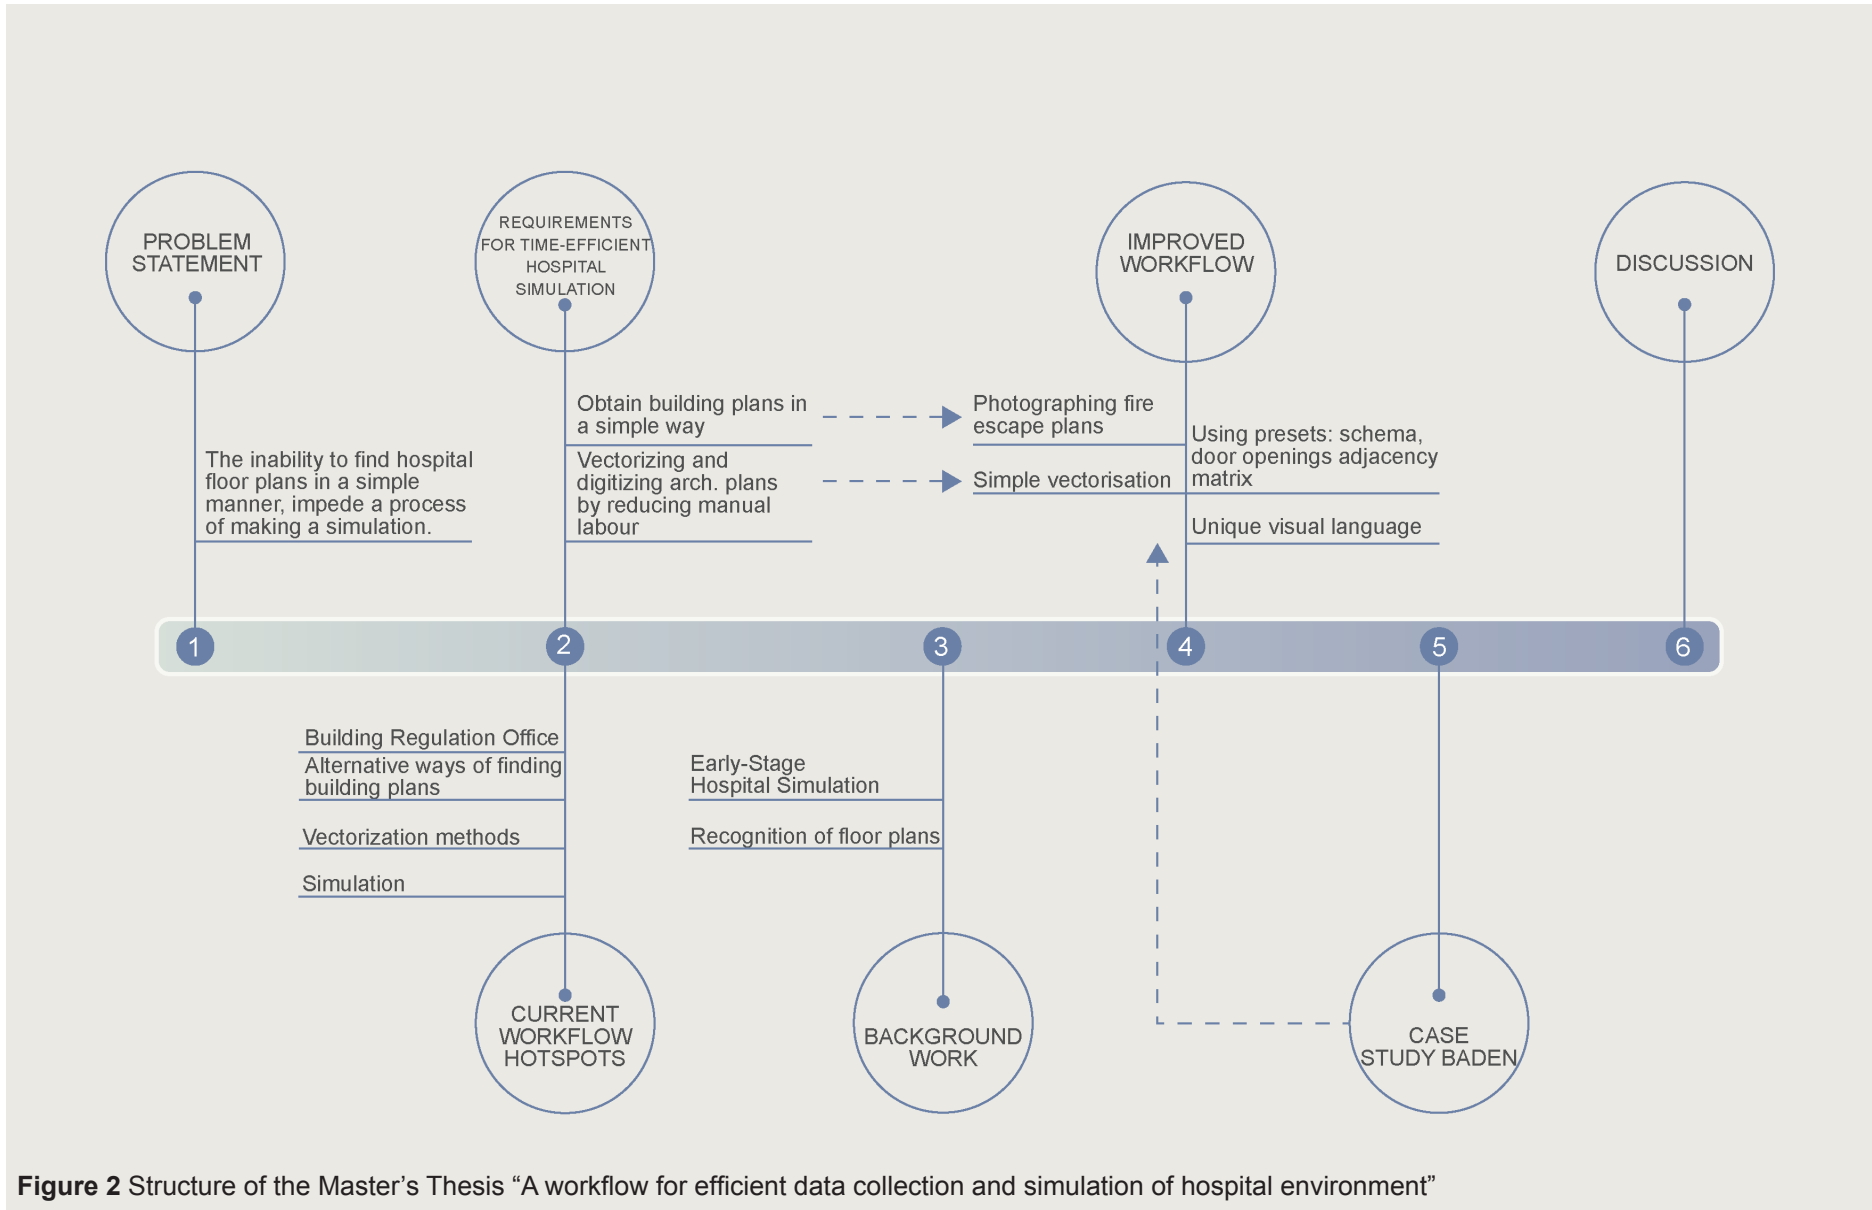 PROBLEM
STATEMENT
REQUIREMENTS
FOR TIME-EFFICIENT
HOSPITAL
SIMULATION
IMPROVED
WORKFLOW
DISCUSSION
The inability to find hospital
floor plans in a simple
manner, impede a process
of making a simulation.
Obtain building plans in
a simple way
Vectorizing and
digitizing arch. plans
by reducing manual
labour
Photographing fire
escape plans
Simple vectorisation
Using presets: schema,
door openings adjacency
matrix
Unique visual language
1
2
3
4
5
6
Building Regulation Office
Alternative ways of finding
building plans
Vectorization methods
Simulation
Early-Stage
Hospital Simulation
Recognition of floor plans
CURRENT
WORKFLOW
HOTSPOTS
BACKGROUND
WORK
CASE
STUDY BADEN
Figure 2 Structure of the Master’s Thesis “A workflow for efficient data collection and simulation of hospital environment”